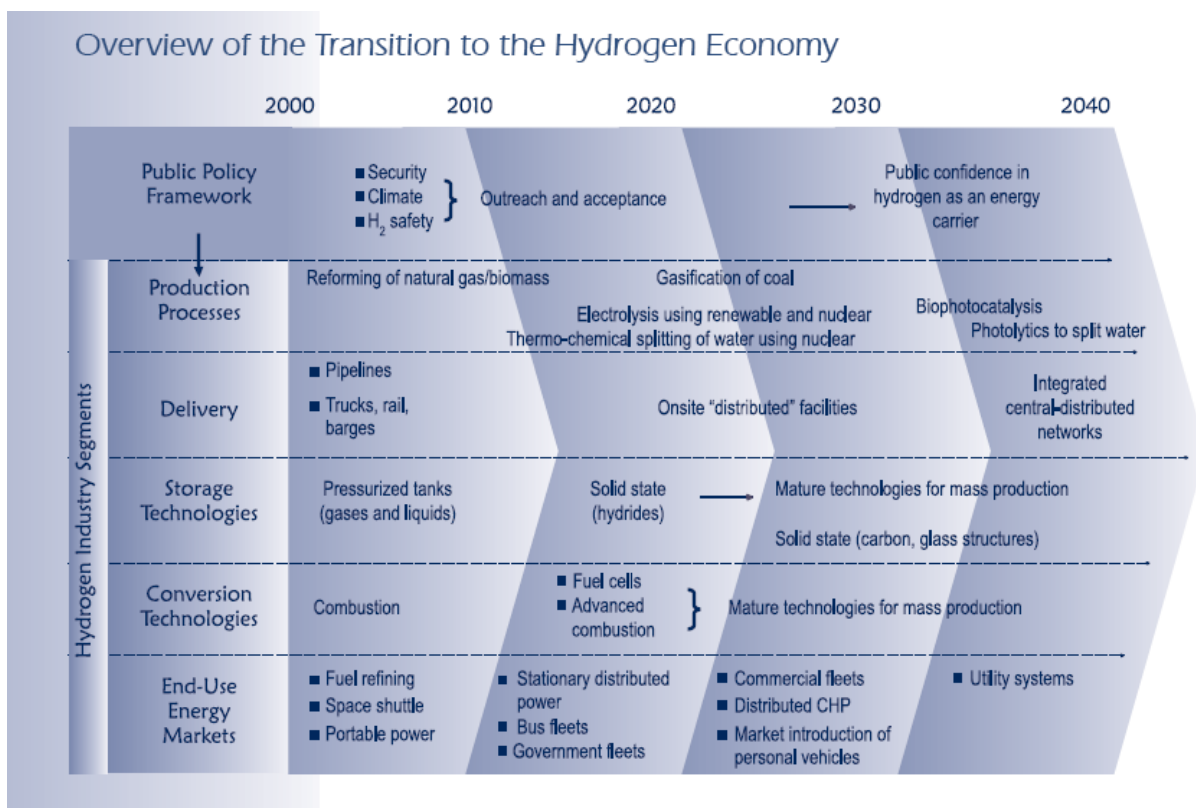 Overview of the Transition to the Hydrogen Economy
2000 2010 2020 2030 2040
Public Policy
Framework
■ Security
■ Climate
■ H₂ safety
}
Outreach and acceptance
Public confidence in
hydrogen as an energy
carrier
Hydrogen Industry Segments
Production
Processes
Reforming of natural gas/biomass
Gasification of coal
Electrolysis using renewable and nuclear
Thermo-chemical splitting of water using nuclear
Biophotocatalysis
Photolytics to split water
Delivery
■ Pipelines
■ Trucks, rail,
barges
Onsite “distributed” facilities
Integrated
central-distributed
networks
Storage
Technologies
Pressurized tanks
(gases and liquids)
Solid state
(hydrides)
Mature technologies for mass production
Solid state (carbon, glass structures)
Conversion
Technologies
Combustion
■ Fuel cells
■ Advanced
combustion
}
Mature technologies for mass production
End-Use
Energy
Markets
■ Fuel refining
■ Space shuttle
■ Portable power
■ Stationary distributed
power
■ Bus fleets
■ Government fleets
■ Commercial fleets
■ Distributed CHP
■ Market introduction of
personal vehicles
■ Utility systems